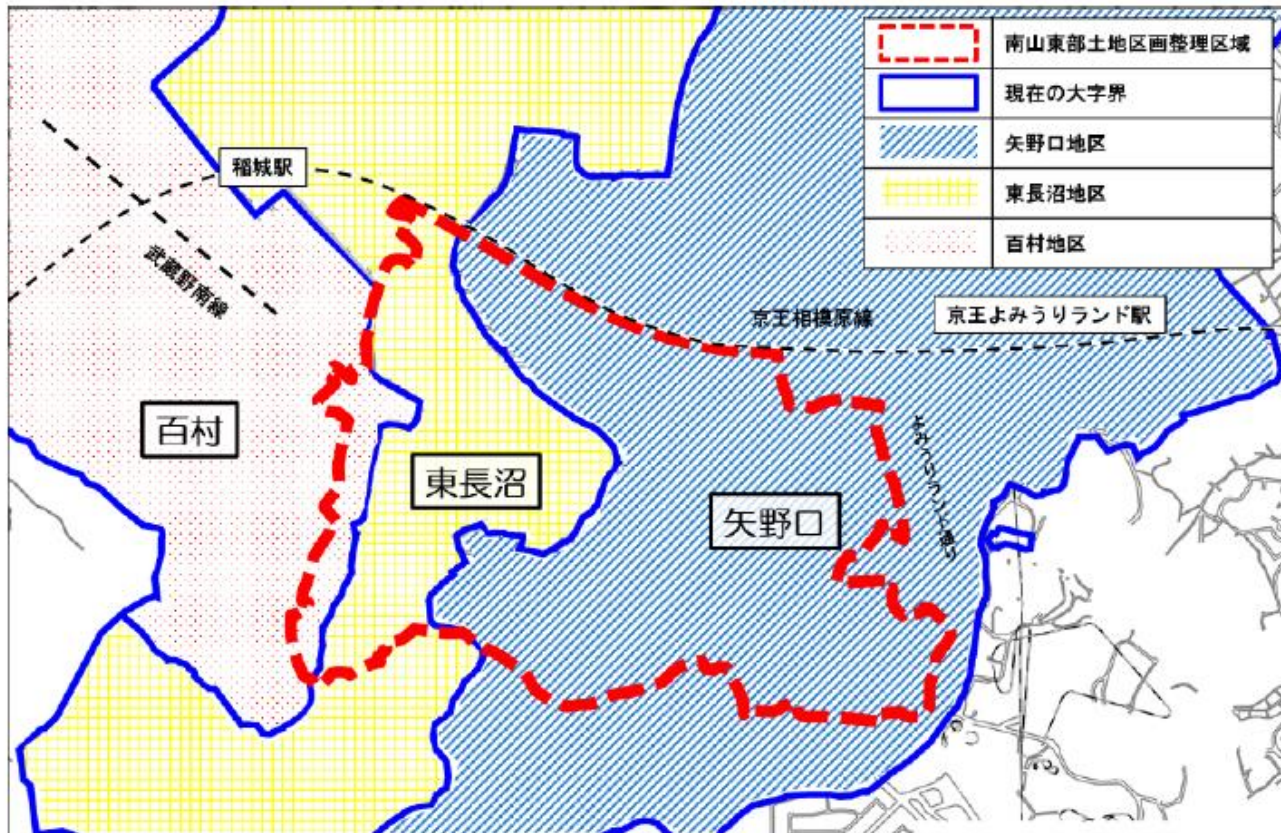 南山東部土地区画整理区域
現在の大字界
矢野口地区
東長沼地区
百村地区
稲城駅
武蔵野南線
京王相模原線
京王よみうりランド駅
よみうりランド通り
百村
東長沼
矢野口